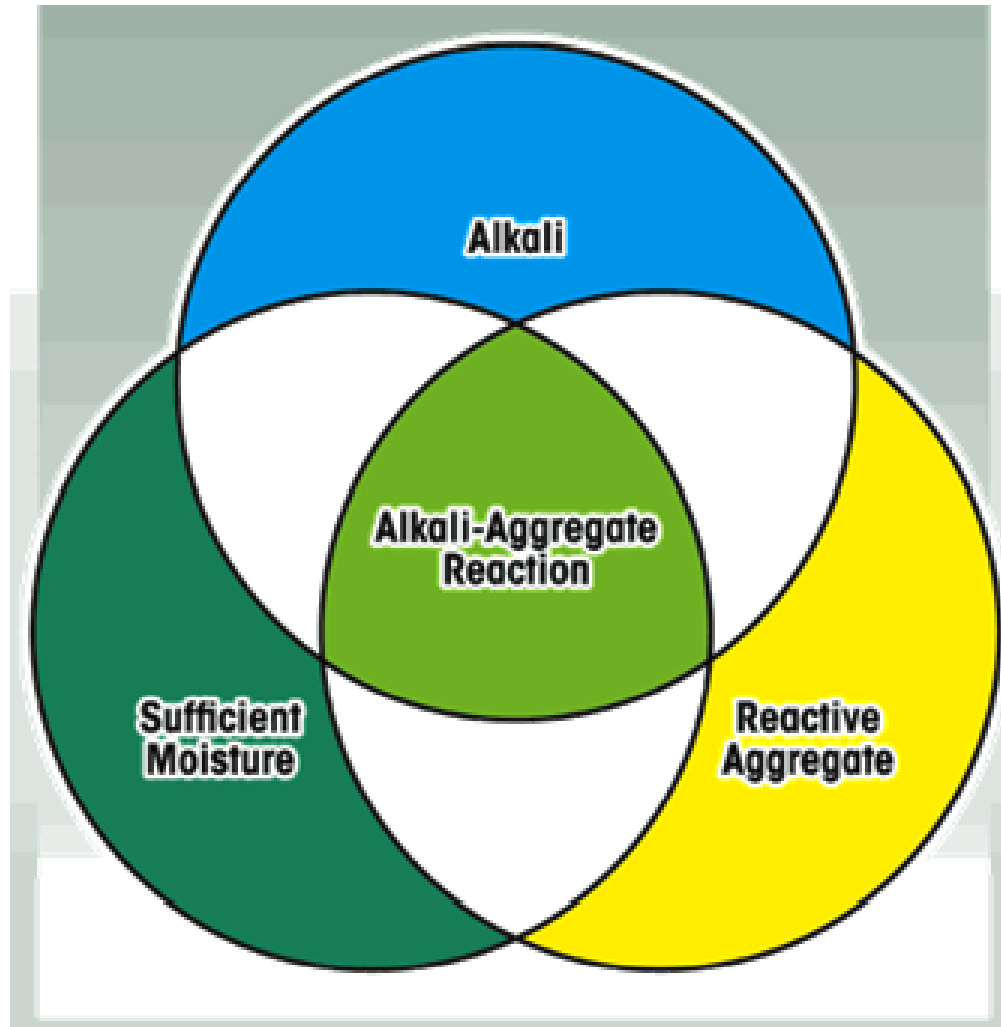 Alkali
Alkali-Aggregate
Reaction
Sufficient
Moisture
Reactive
Aggregate